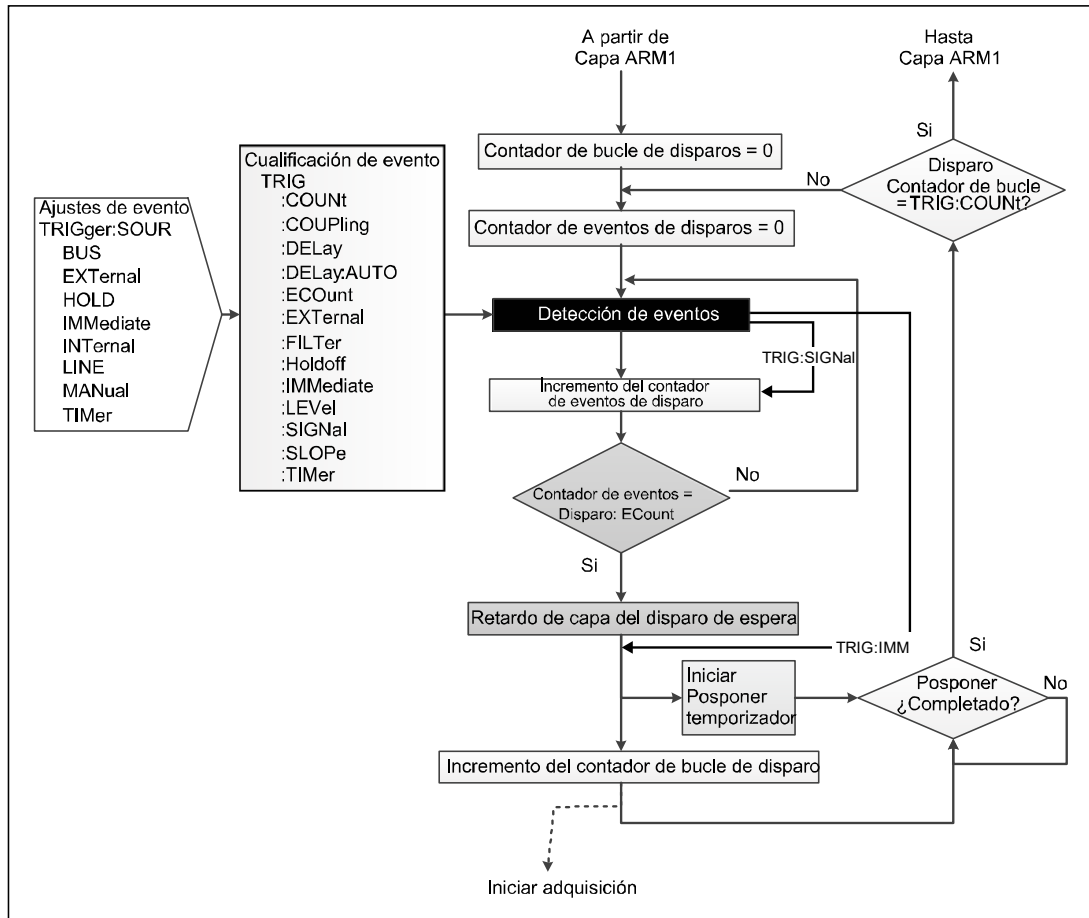 A partir de
Capa ARM1
Hasta
Capa ARM1
Si
Contador de bucle de disparos = 0
Disparo
Contador de bucle
=TRIG:COUNt?
No
Contador de eventos de disparos = 0
Ajustes de evento
TRIGger:SOUR
BUS
EXTernal
HOLD
IMMediate
INTernal
LINE
MANual
TIMer
Cualificación de evento
TRIG
:COUNt
:COUPling
:DELay
:DELay:AUTO
:ECOunt
:EXTernal
:FILTer
:Holdoff
:IMMediate
:LEVel
:SIGNal
:SLOPe
:TIMer
Detección de eventos
TRIG:SIGNal
Incremento del contador
de eventos de disparo
No
Contador de eventos =
Disparo: ECount
Si
Retardo de capa del disparo de espera
TRIG:IMM
Si
Iniciar
Posponer
temporizador
Posponer
¿Completado?
No
Incremento del contador de bucle de disparo
Iniciar adquisición